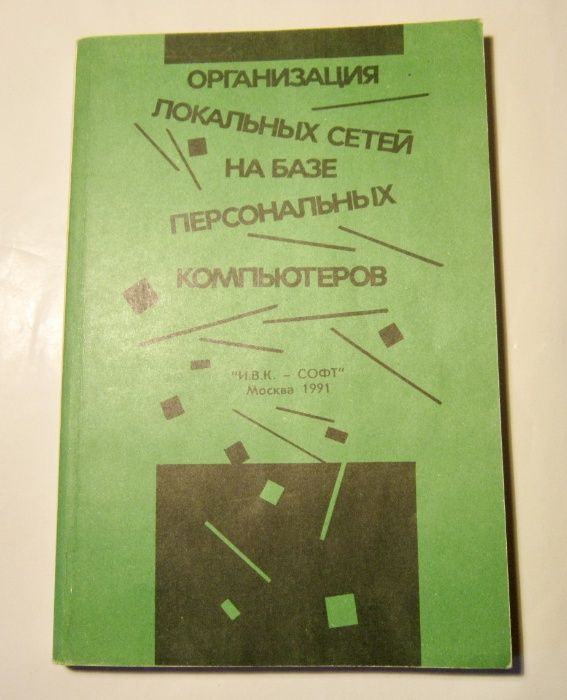 ОРГАНИЗАЦИЯ
ЛОКАЛЬНЫХ СЕТЕЙ
НА БАЗЕ
ПЕРСОНАЛЬНЫХ
КОМПЬЮТЕРОВ
"И.В.К. – СОФТ"
Москва 1991